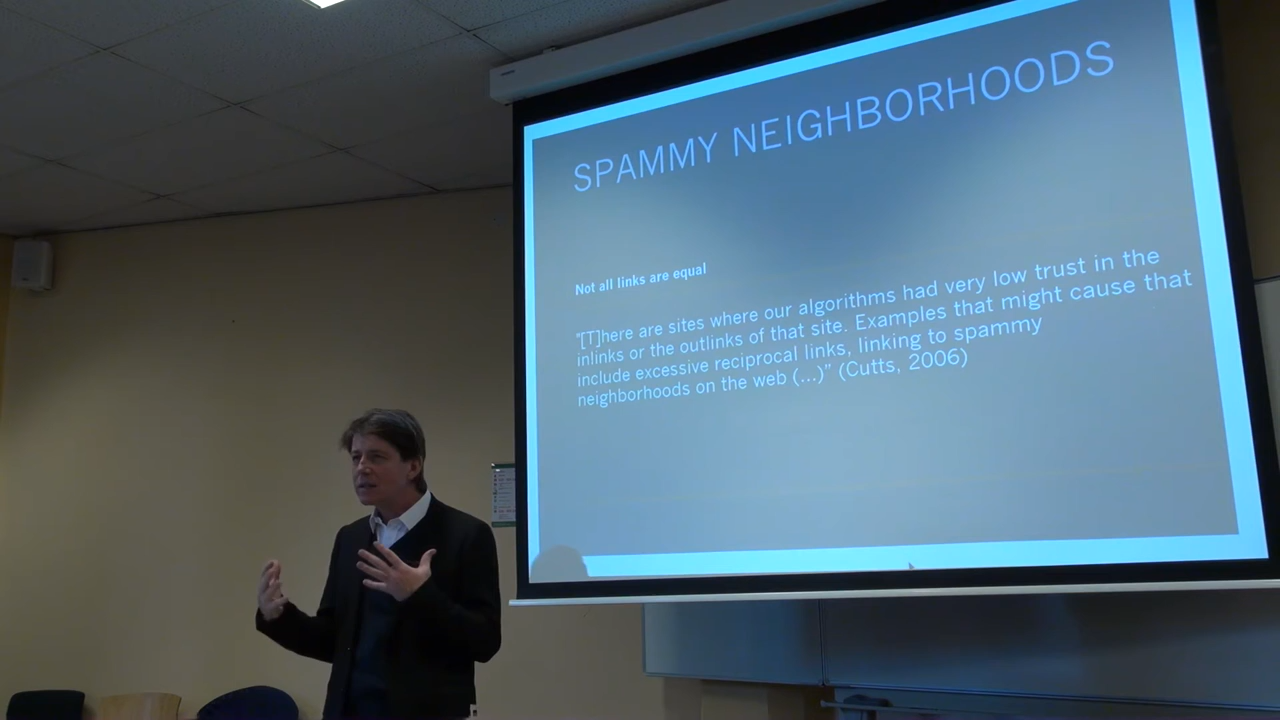 SPAMMY NEIGHBORHOODS
Not all links are equal
"[T]here are sites where our algorithms had very low trust in the
inlinks or the outlinks of that site. Examples that might cause that
include excessive reciprocal links, linking to spammy
neighborhoods on the web (...)" (Cutts, 2006)